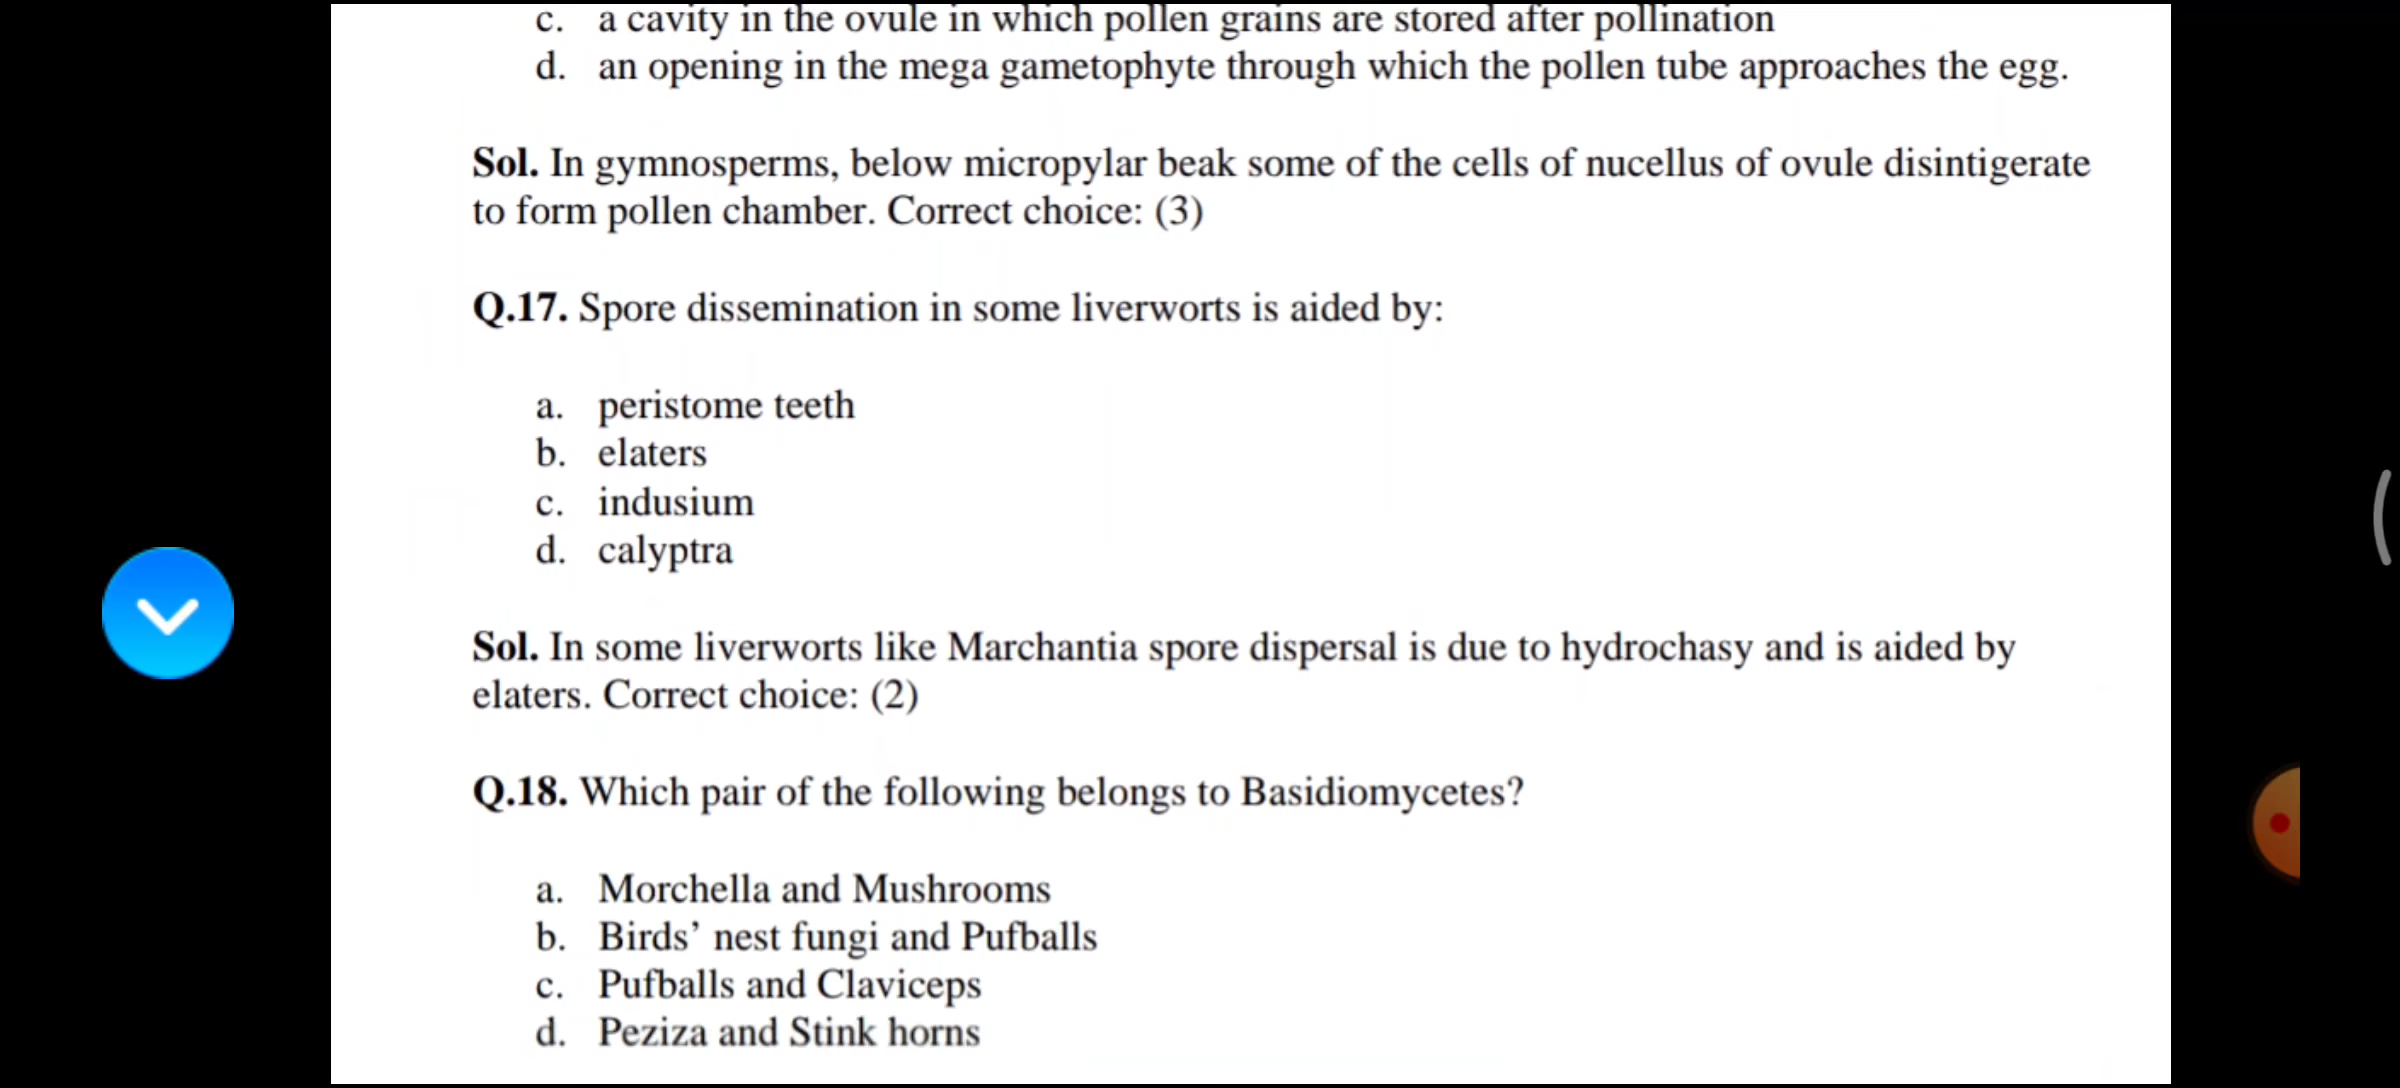 c. a cavity in the ovule in which pollen grains are stored after pollination
d. an opening in the mega gametophyte through which the pollen tube approaches the egg.
Sol. In gymnosperms, below micropylar beak some of the cells of nucellus of ovule disintigerate
to form pollen chamber. Correct choice: (3)
Q.17. Spore dissemination in some liverworts is aided by:
a. peristome teeth
b. elaters
c. indusium
d. calyptra
Sol. In some liverworts like Marchantia spore dispersal is due to hydrochasy and is aided by
elaters. Correct choice: (2)
Q.18. Which pair of the following belongs to Basidiomycetes?
a. Morchella and Mushrooms
b. Birds’ nest fungi and Pufballs
c. Pufballs and Claviceps
d. Peziza and Stink horns